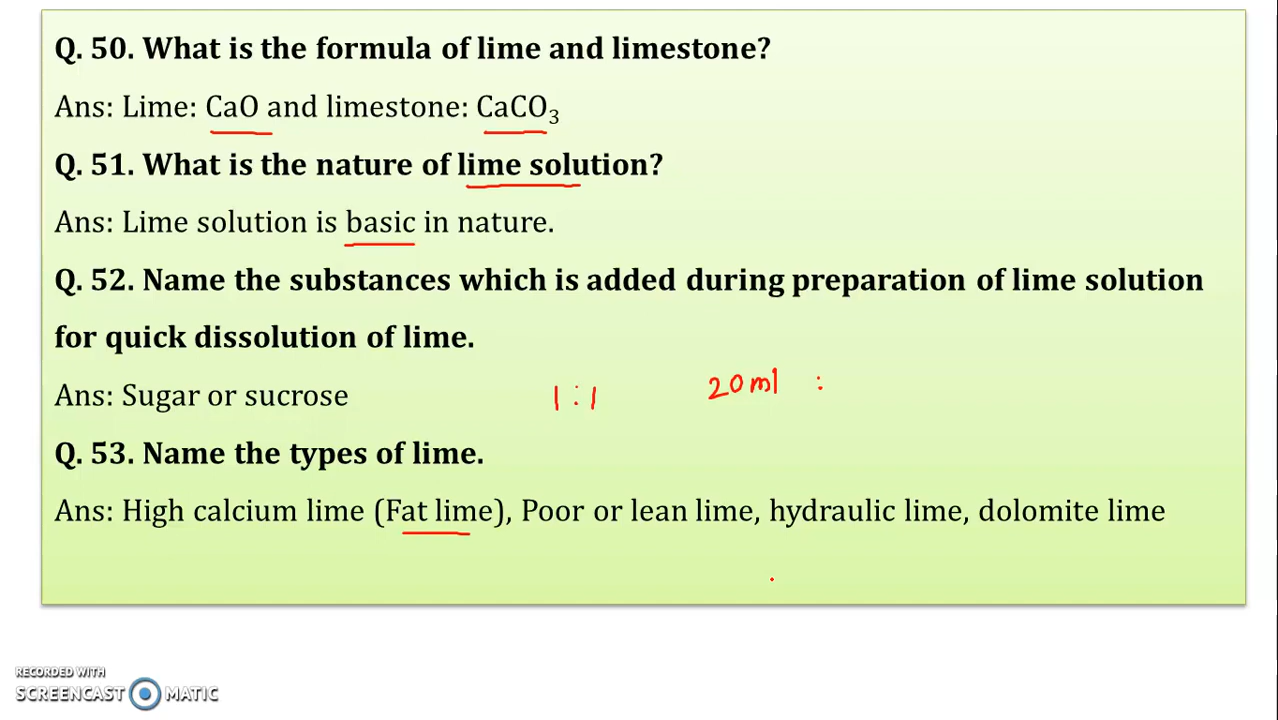 Q. 50. What is the formula of lime and limestone?
Ans: Lime: CaO and limestone: CaCO₃
Q. 51. What is the nature of lime solution?
Ans: Lime solution is basic in nature.
Q. 52. Name the substances which is added during preparation of lime solution
for quick dissolution of lime.
Ans: Sugar or sucrose 1 : 1 20 ml :
Q. 53. Name the types of lime.
Ans: High calcium lime (Fat lime), Poor or lean lime, hydraulic lime, dolomite lime
RECORDED WITH
SCREENCAST MATIC